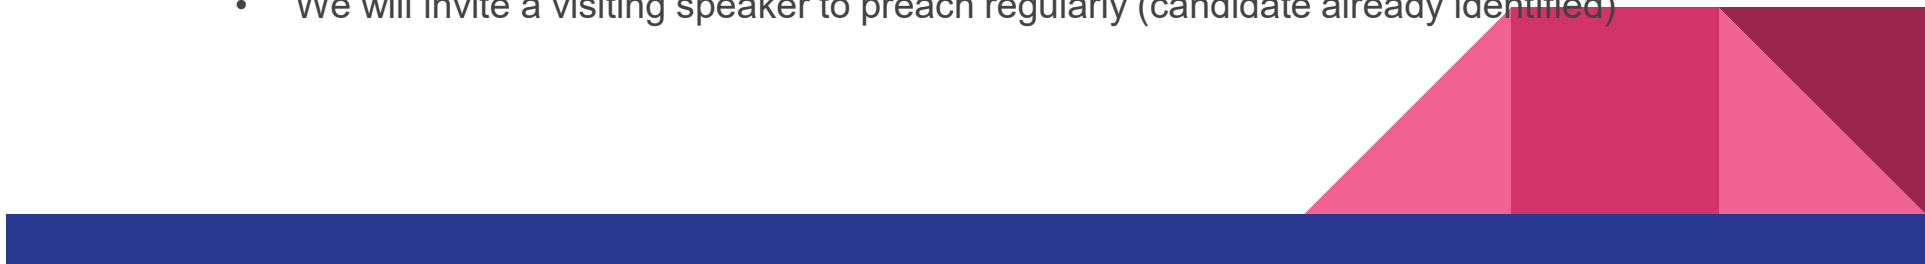 • We will invite a visiting speaker to preach regularly (candidate already identified)